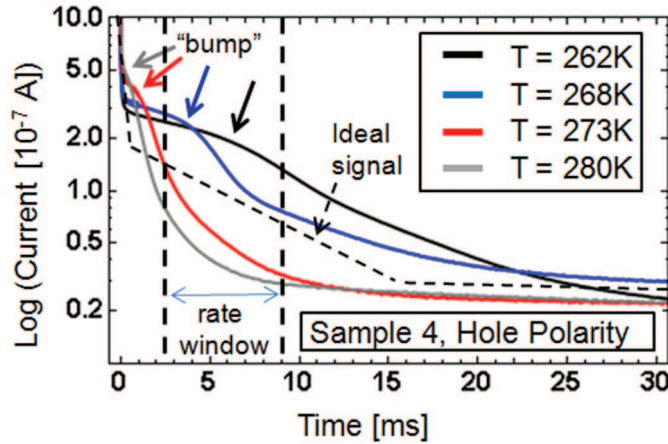 10.0
5.0
2.0
1.0
0.5
0.2
Log (Current [10⁻⁷ A]
“bump”
T = 262K
T = 268K
T = 273K
T = 280K
Ideal
signal
rate
window
Sample 4, Hole Polarity
0 5 10 15 20 25 30
Time [ms]